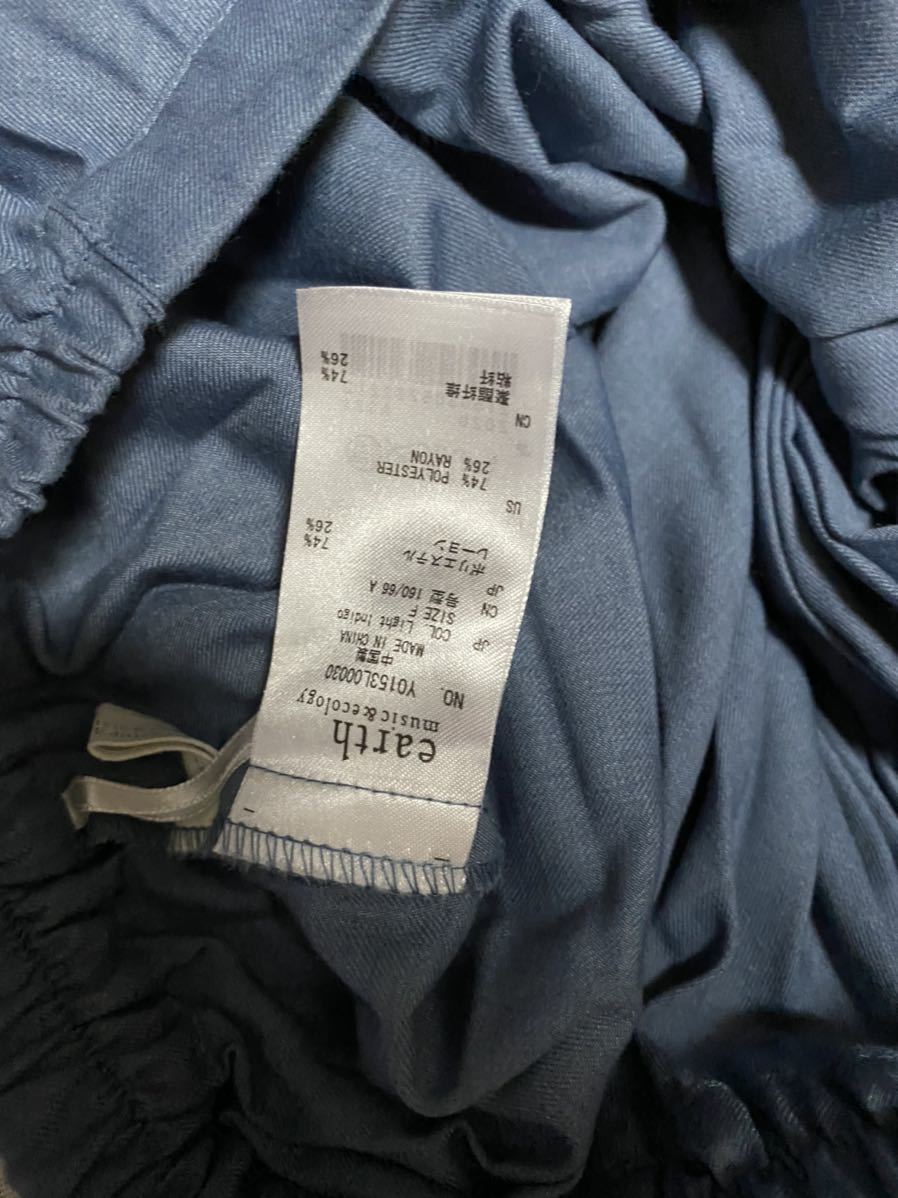 earth
music&ecology
NO. Y0153L00030
中国製
MADE IN CHINA
COL Light Indigo
JP SIZE F
CN 号型 160/66 A
JP
ポリエステル 74%
レーヨン 26%
US
74% POLYESTER
26% RAYON
CN
聚酯纤维 74%
粘纤 26%